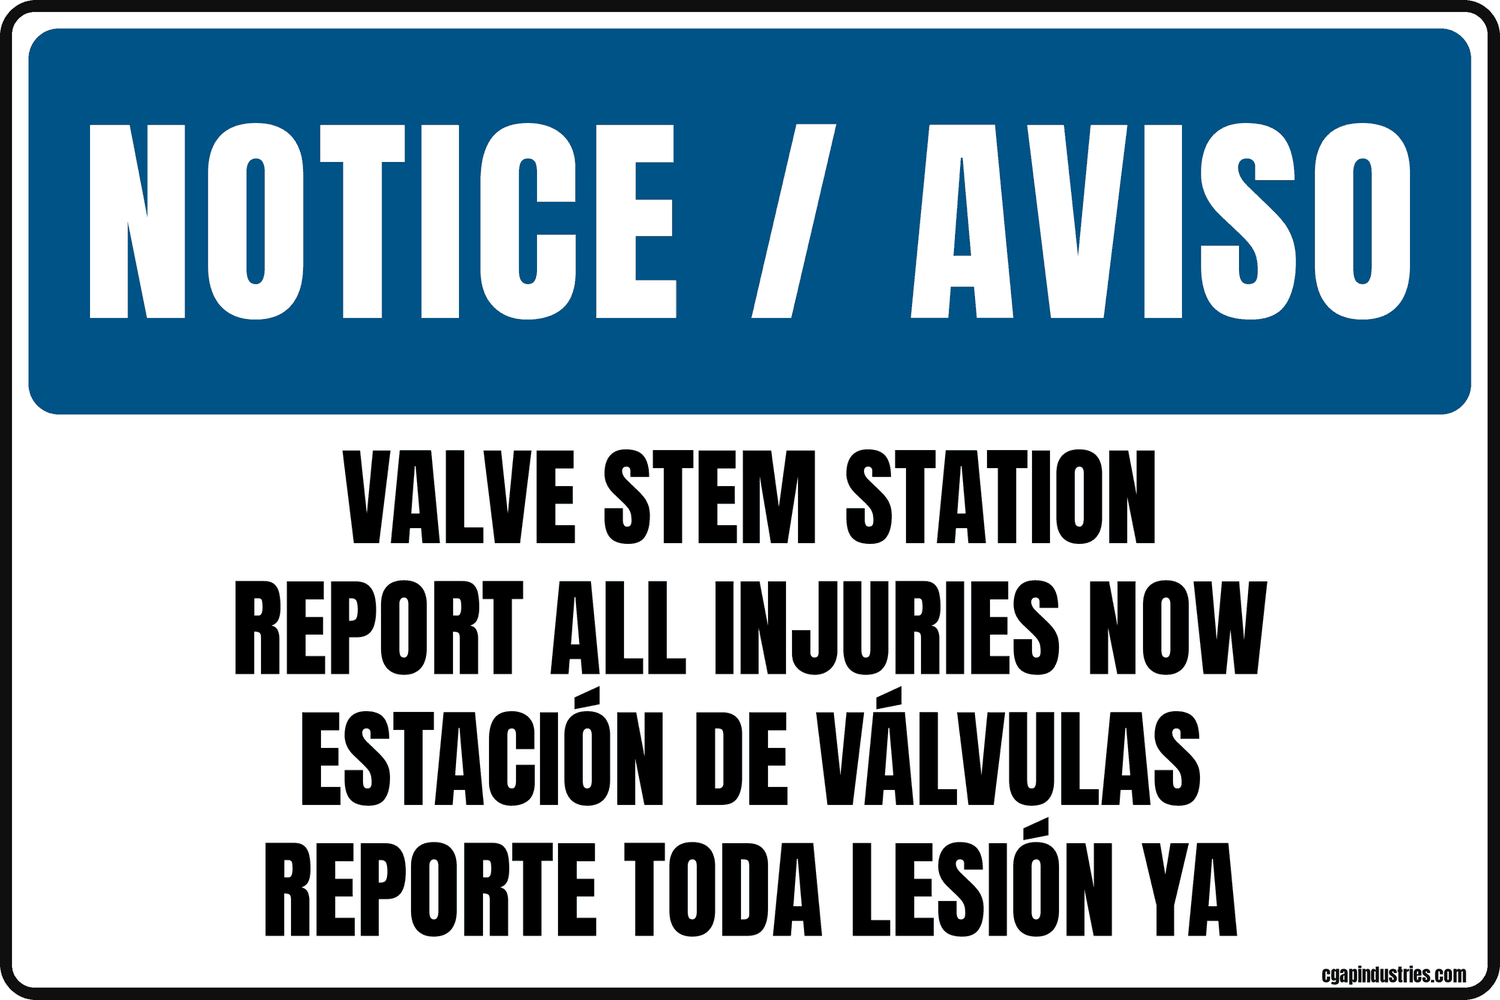 NOTICE / AVISO
VALVE STEM STATION
REPORT ALL INJURIES NOW
ESTACIÓN DE VÁLVULAS
REPORTE TODA LESIÓN YA
cgapindustries.com